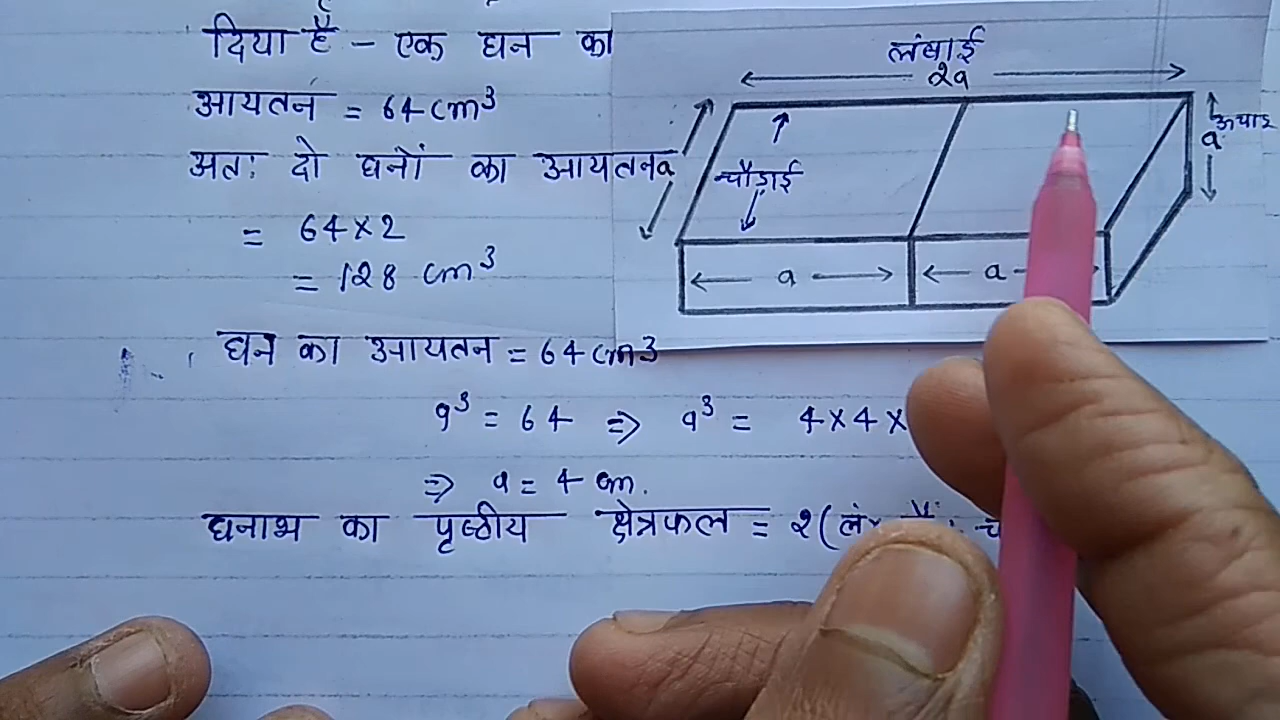 दिया है - एक घन का
आयतन = 64 cm³
अतः दो घनों का आयतन
= 64 × 2
= 128 cm³
घन का आयतन = 64 cm³
a³ = 64 ⇒ a³ = 4 × 4 ×
⇒ a = 4 cm.
घनाभ का पृष्ठीय क्षेत्रफल = 2 ( लं ×
लंबाई
2a
a
चौड़ाई
ऊंचाई
a
a
a